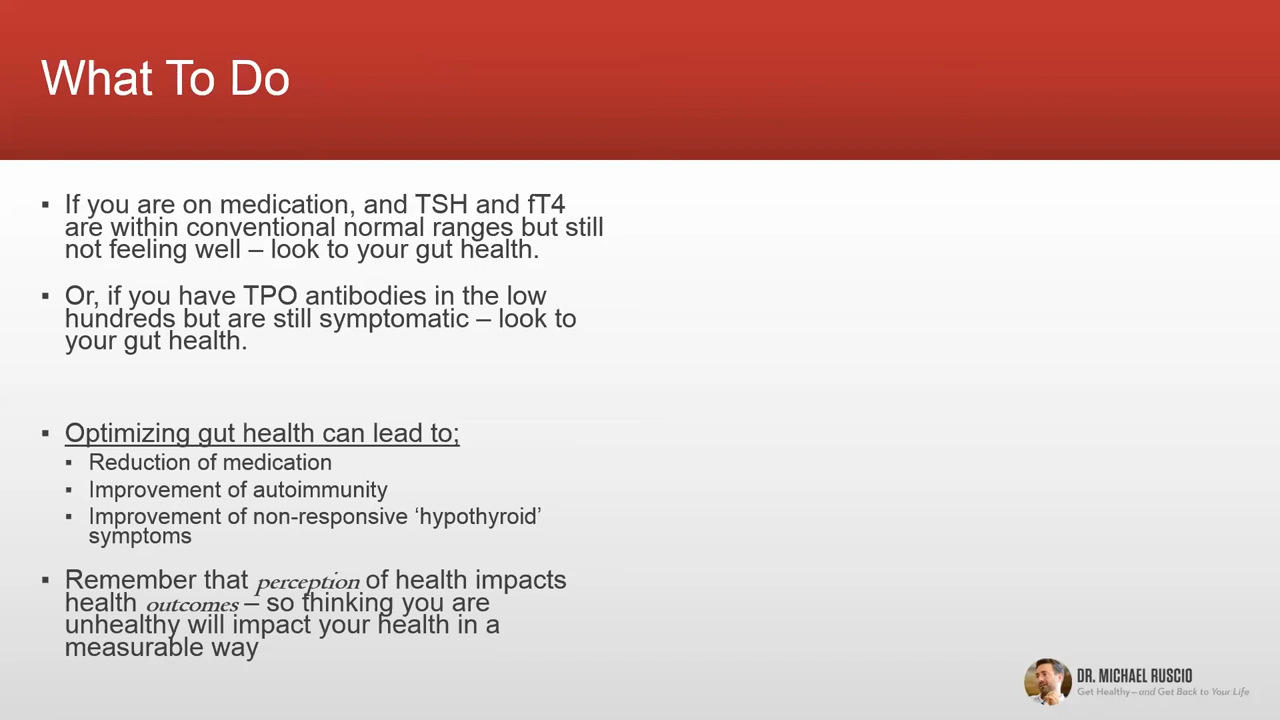 What To Do
▪ If you are on medication, and TSH and fT4
are within conventional normal ranges but still
not feeling well – look to your gut health.
▪ Or, if you have TPO antibodies in the low
hundreds but are still symptomatic – look to
your gut health.
▪ Optimizing gut health can lead to;
▪ Reduction of medication
▪ Improvement of autoimmunity
▪ Improvement of non-responsive ‘hypothyroid’
symptoms
▪ Remember that perception of health impacts
health outcomes – so thinking you are
unhealthy will impact your health in a
measurable way
DR. MICHAEL RUSCIO
Get Healthy—and Get Back to Your Life